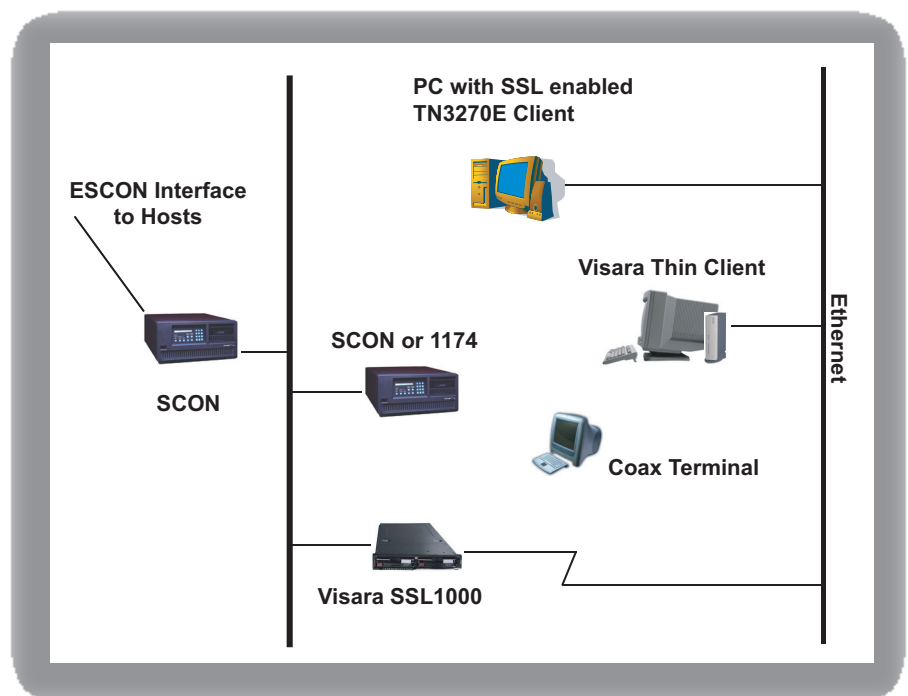 PC with SSL enabled
TN3270E Client
ESCON Interface
to Hosts
Visara Thin Client
Ethernet
SCON or 1174
SCON
Coax Terminal
Visara SSL1000